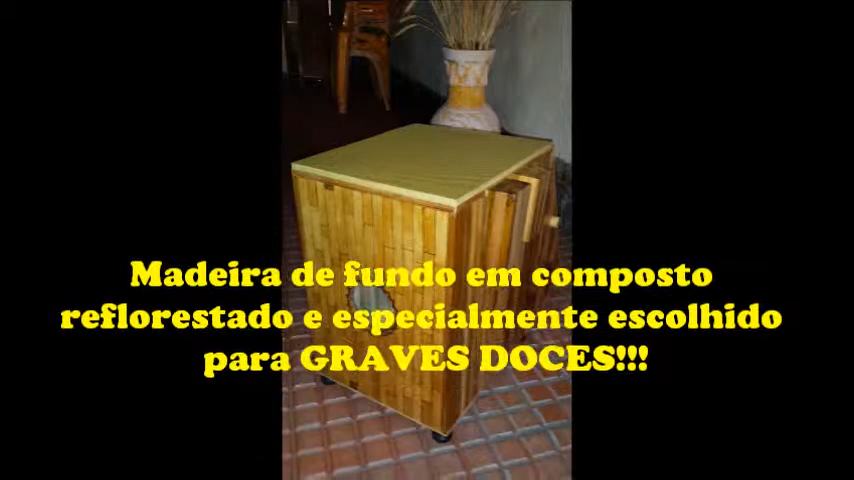 Madeira de fundo em composto
reflorestado e especialmente escolhido
para GRAVES DOCES!!!